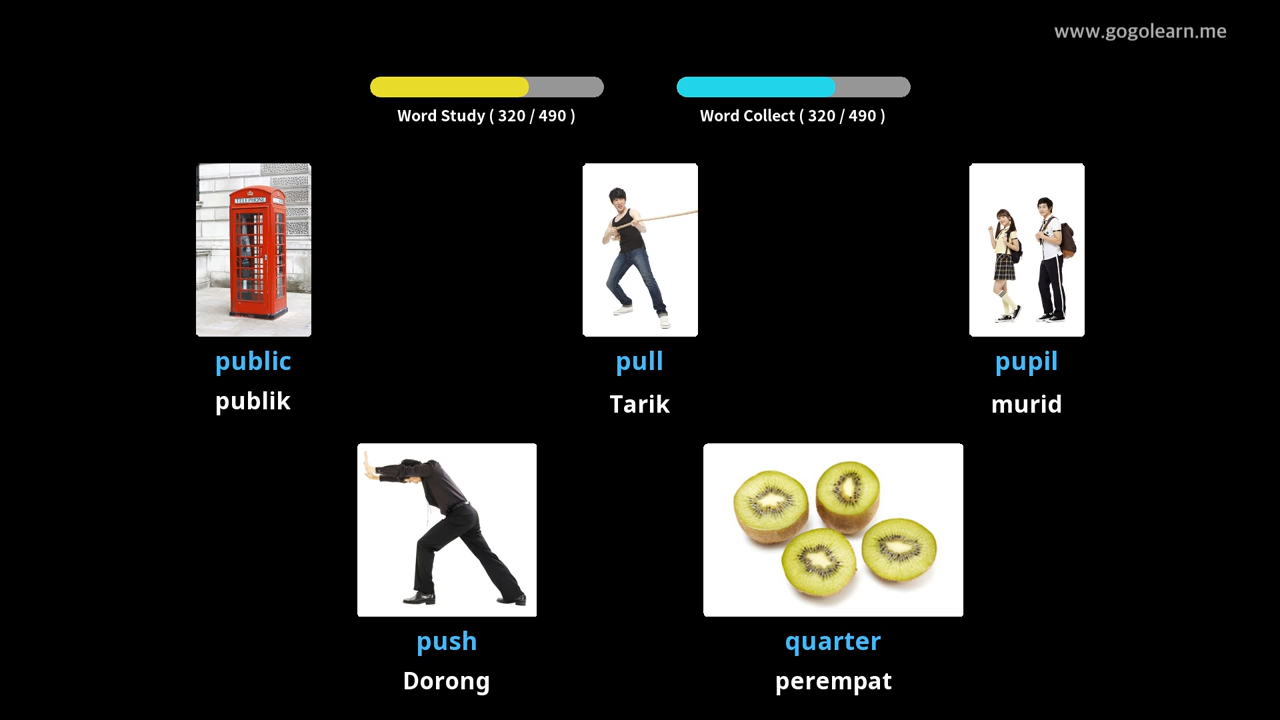 www.gogolearn.me
Word Study ( 320 / 490 )
Word Collect ( 320 / 490 )
TELEPHONE
public
publik
pull
Tarik
pupil
murid
push
Dorong
quarter
perempat